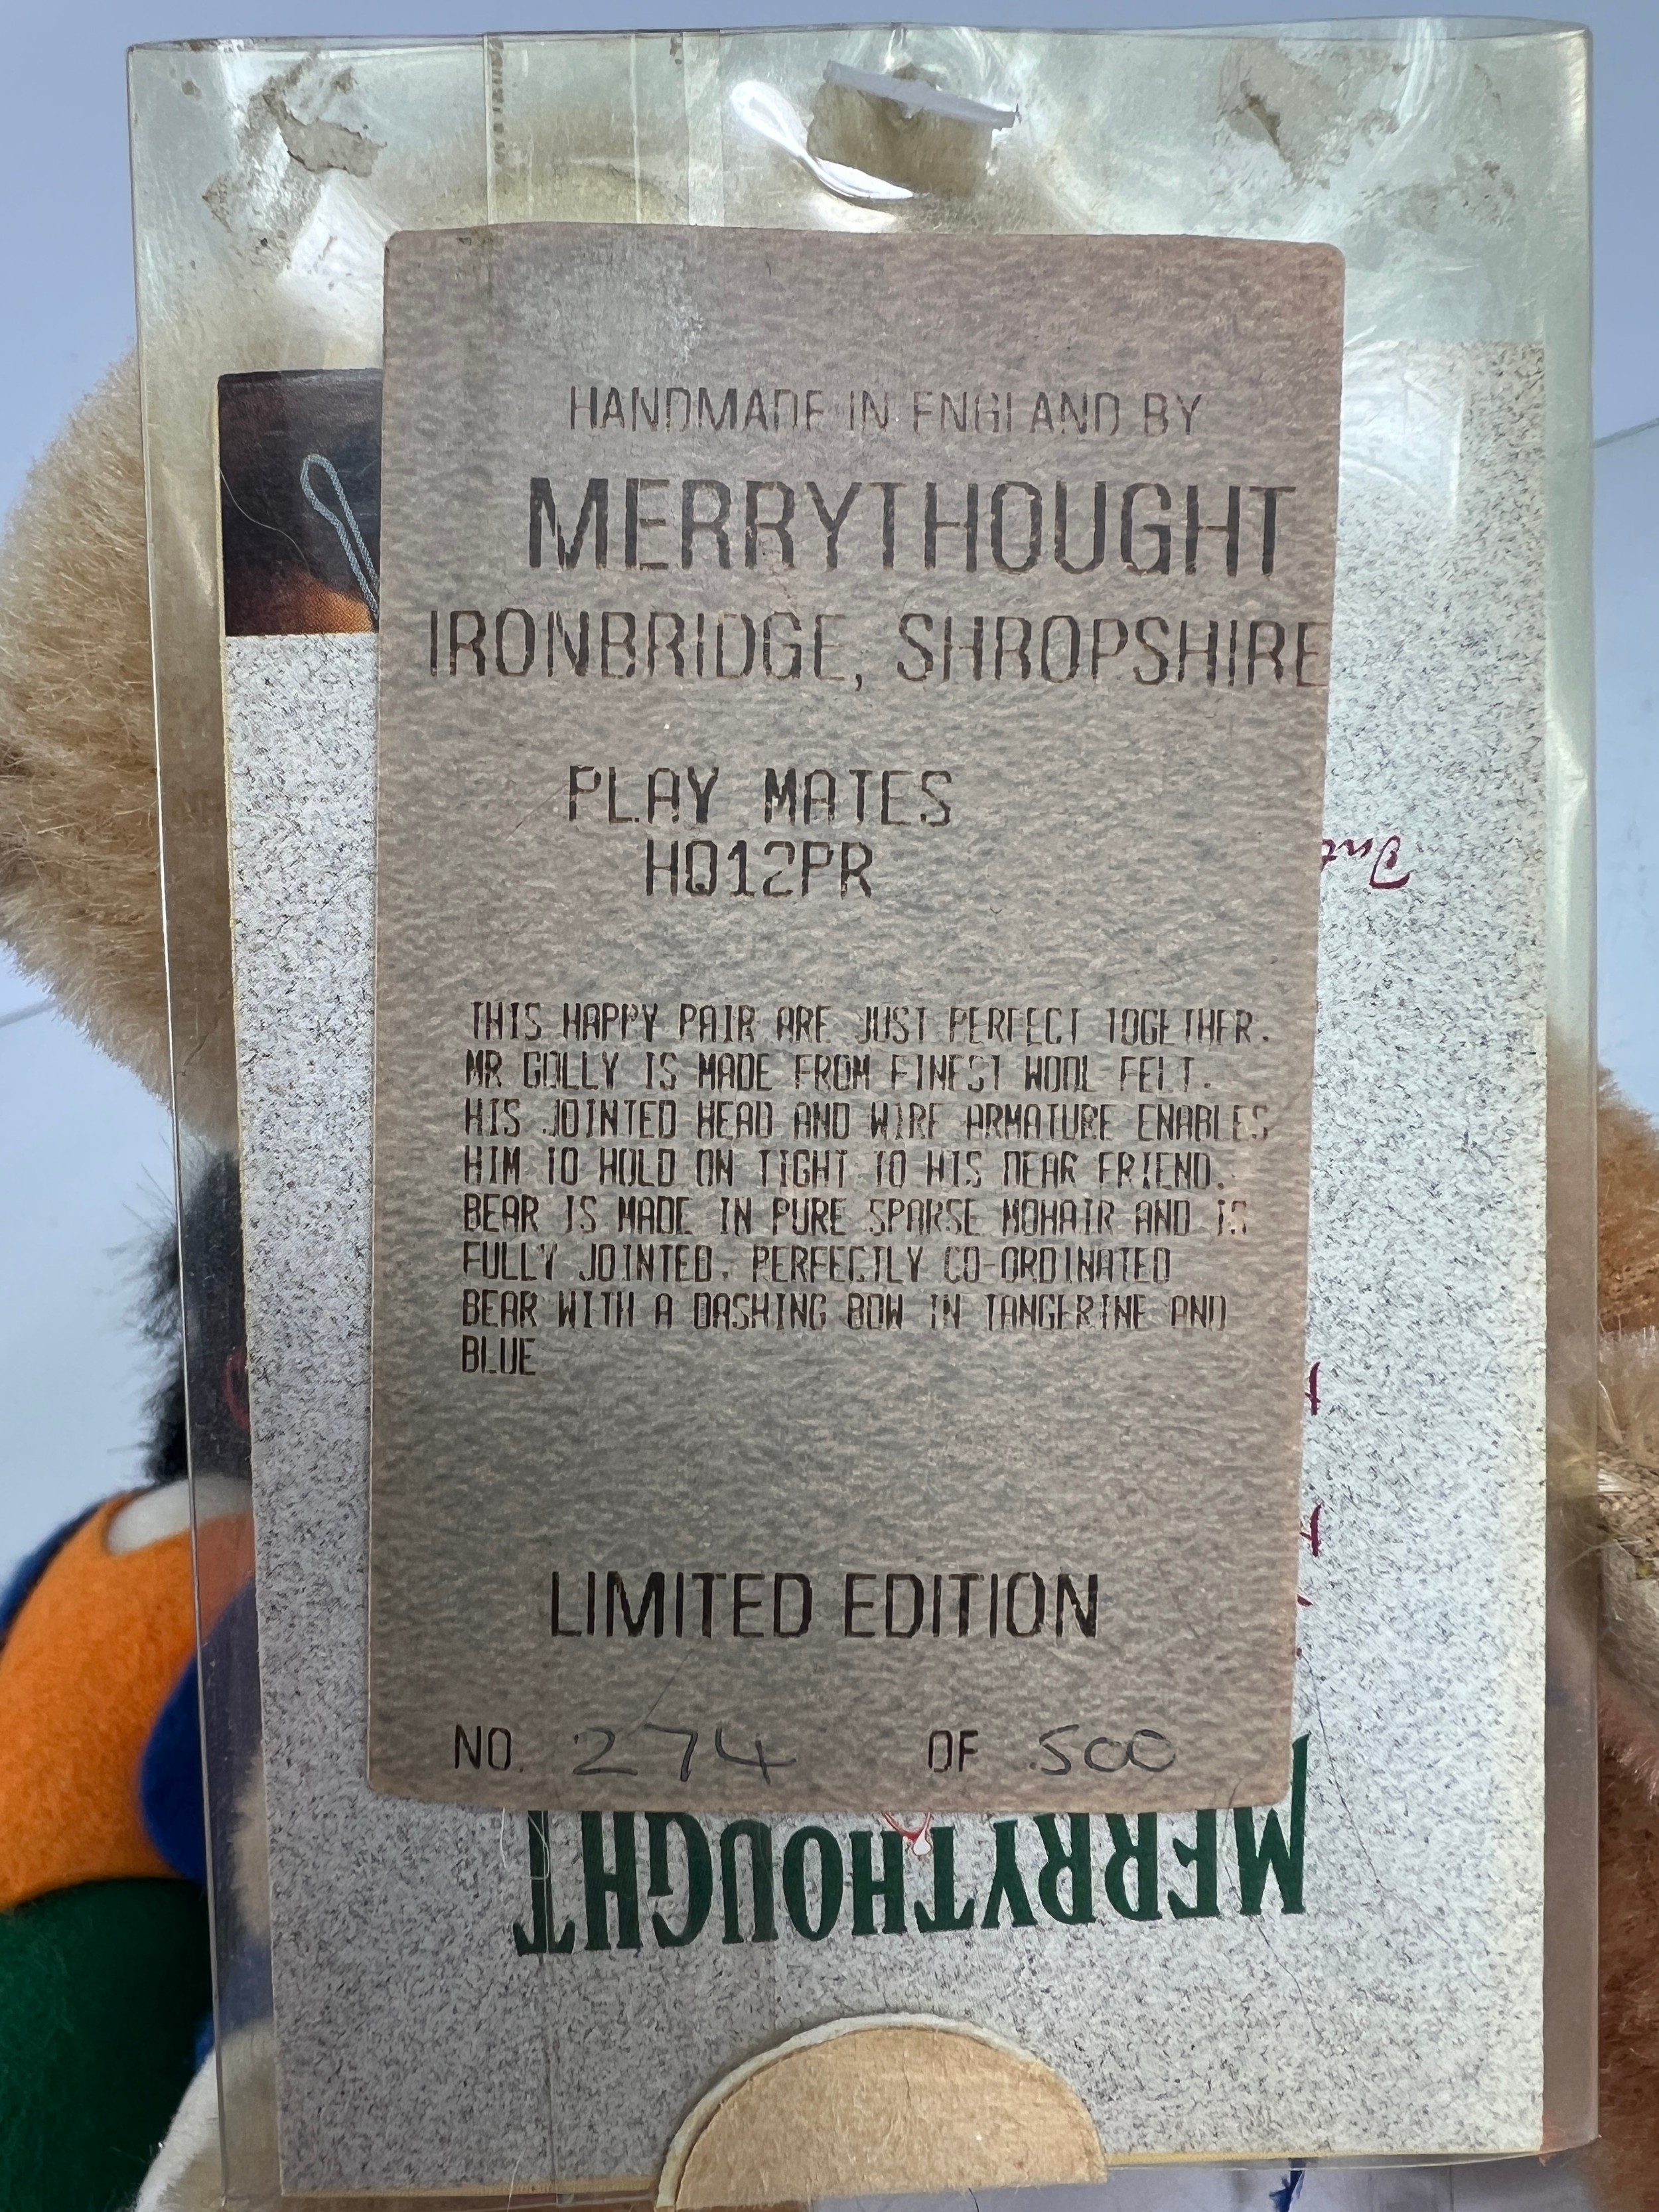 HANDMADE IN ENGLAND BY
MERRYTHOUGHT
IRONBRIDGE, SHROPSHIRE
PLAY MATES
HQ12PR
THIS HAPPY PAIR ARE JUST PERFECT TOGETHER.
MR GOLLY IS MADE FROM FINEST WOOL FELT.
HIS JOINTED HEAD AND WIRE ARMATURE ENABLES
HIM TO HOLD ON TIGHT TO HIS DEAR FRIEND.
BEAR IS MADE IN PURE SPARSE MOHAIR AND IS
FULLY JOINTED. PERFECTLY CO-ORDINATED
BEAR WITH A DASHING BOW IN TANGERINE AND
BLUE
LIMITED EDITION
NO. 274 OF 500
MERRYTHOUGHT